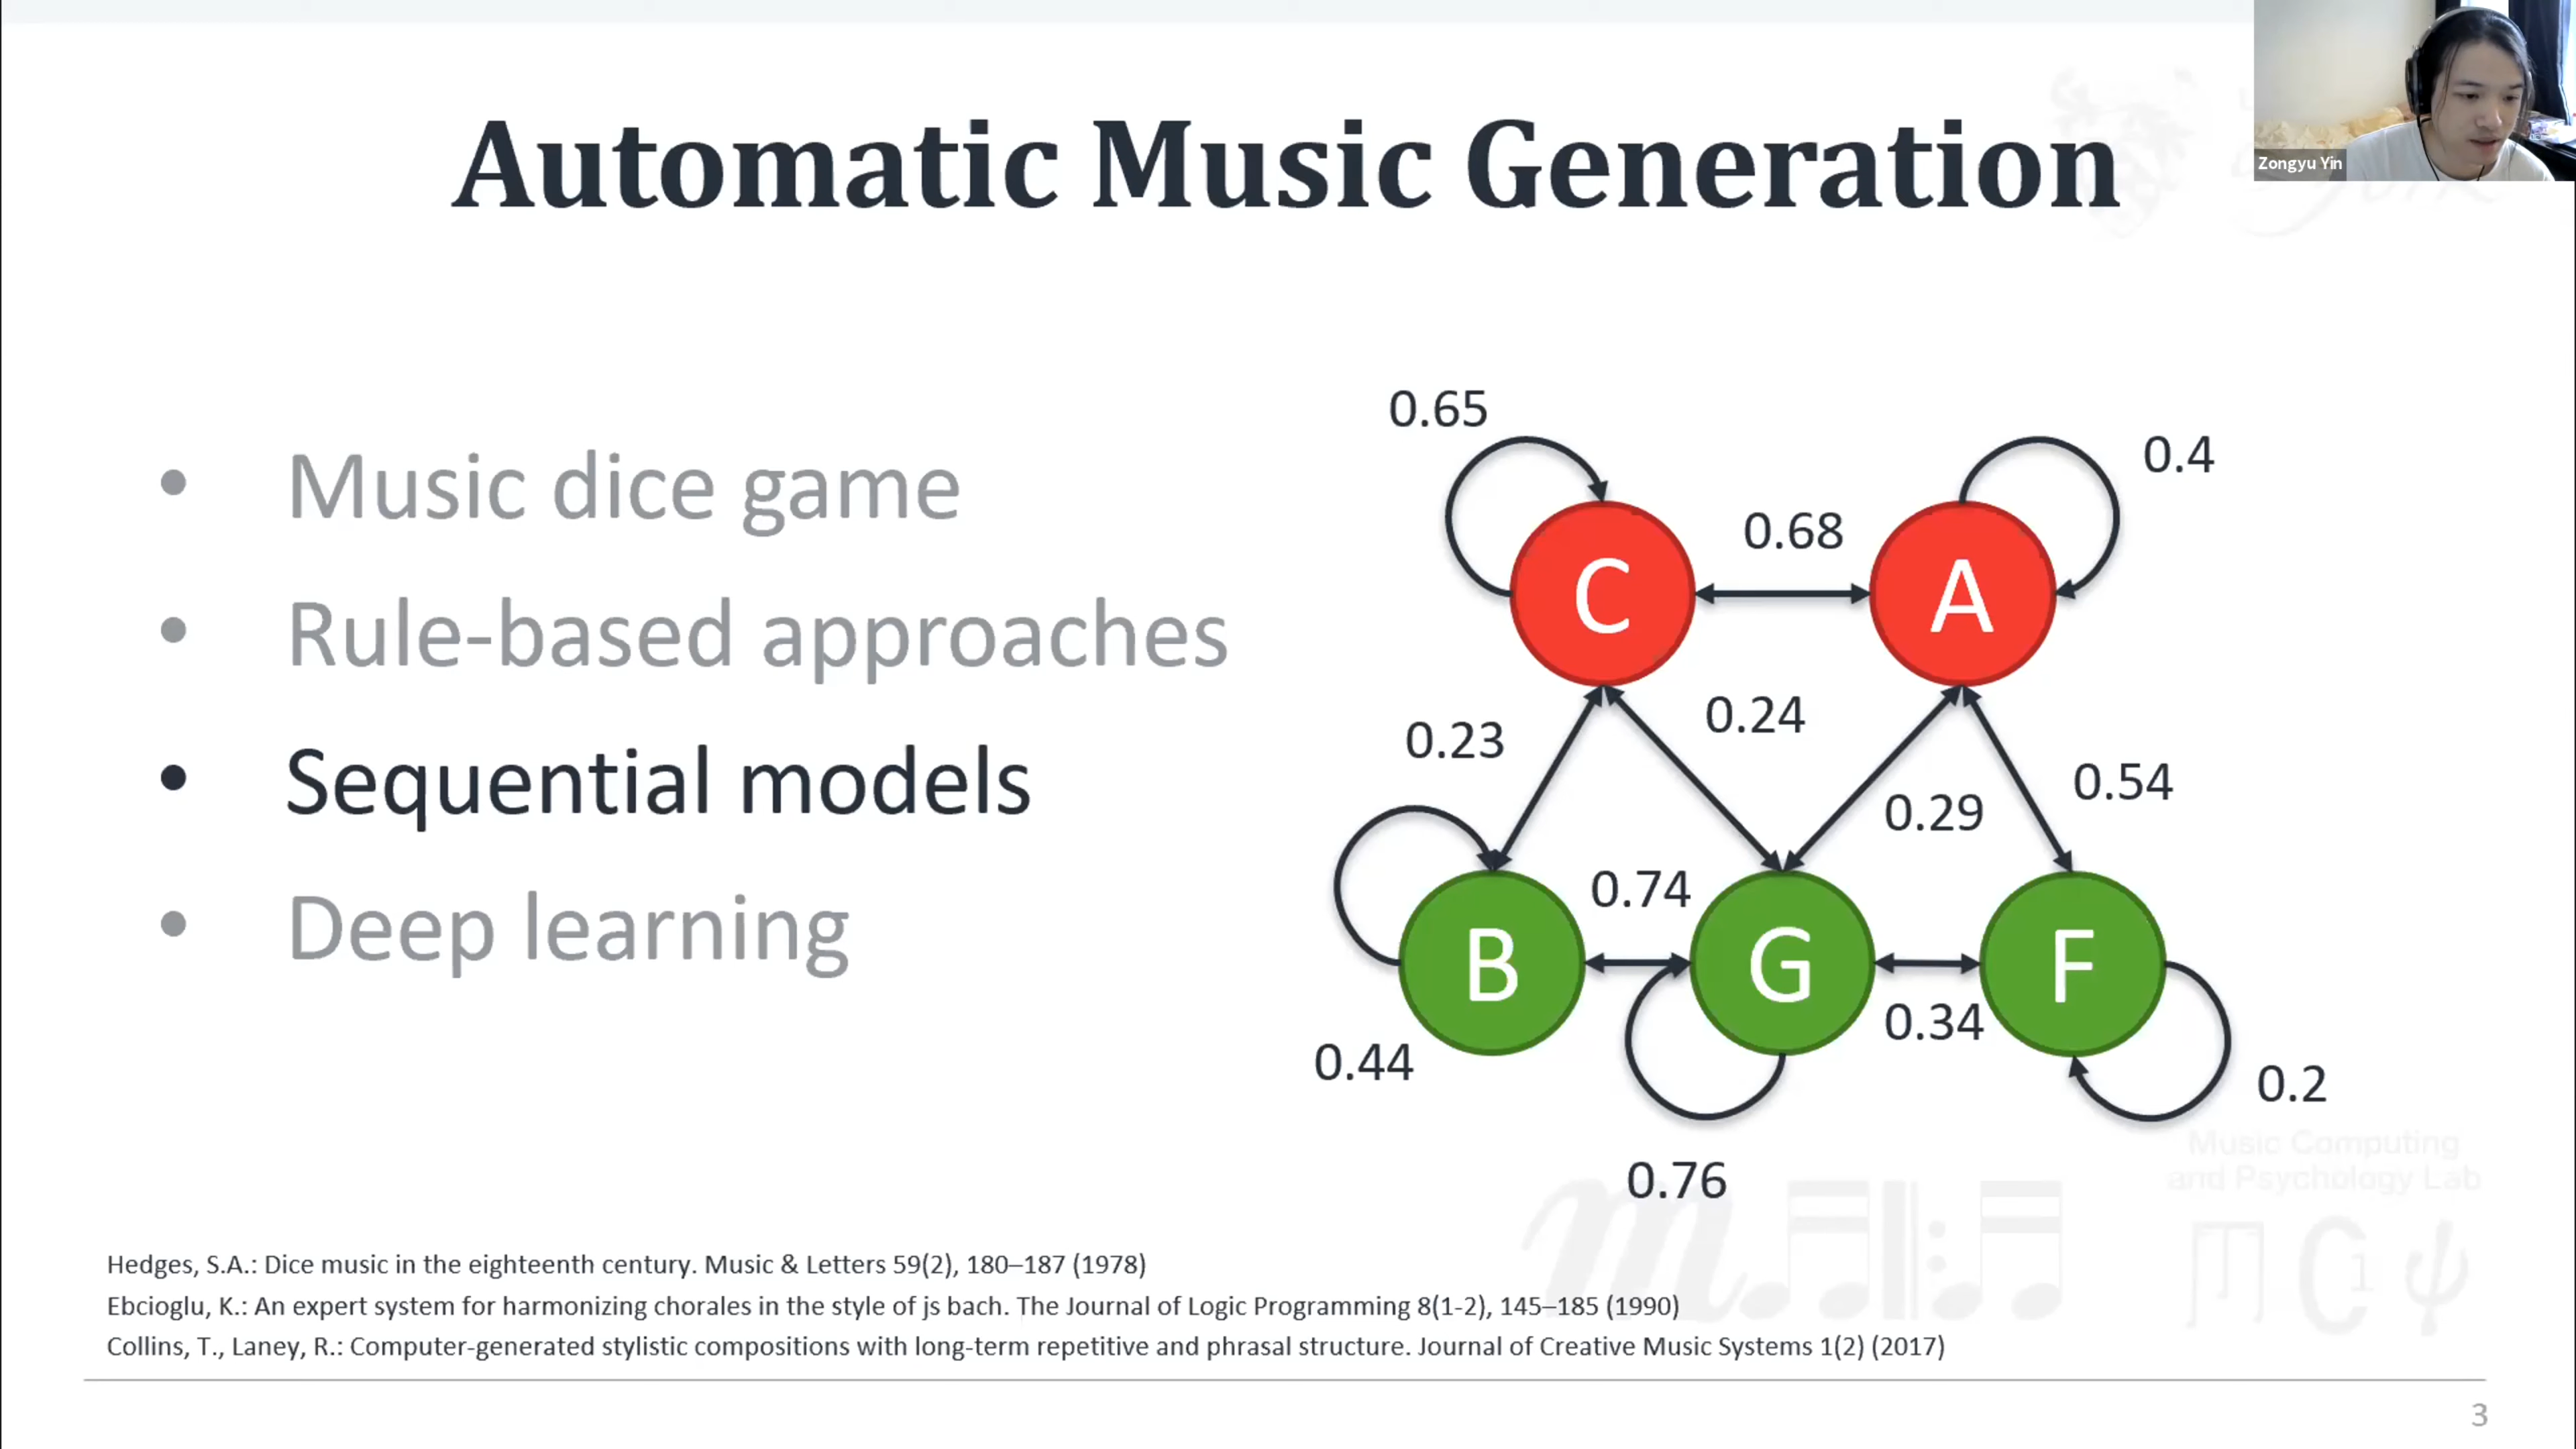 Automatic Music Generation
Zongyu Yin
• Music dice game
• Rule-based approaches
• Sequential models
• Deep learning
0.65
0.4
0.68
C
A
0.24
0.23
0.54
0.29
0.74
B
G
F
0.34
0.44
0.2
0.76
Music Computing
and Psychology Lab
Hedges, S.A.: Dice music in the eighteenth century. Music & Letters 59(2), 180–187 (1978)
Ebcioglu, K.: An expert system for harmonizing chorales in the style of js bach. The Journal of Logic Programming 8(1-2), 145–185 (1990)
Collins, T., Laney, R.: Computer-generated stylistic compositions with long-term repetitive and phrasal structure. Journal of Creative Music Systems 1(2) (2017)
3